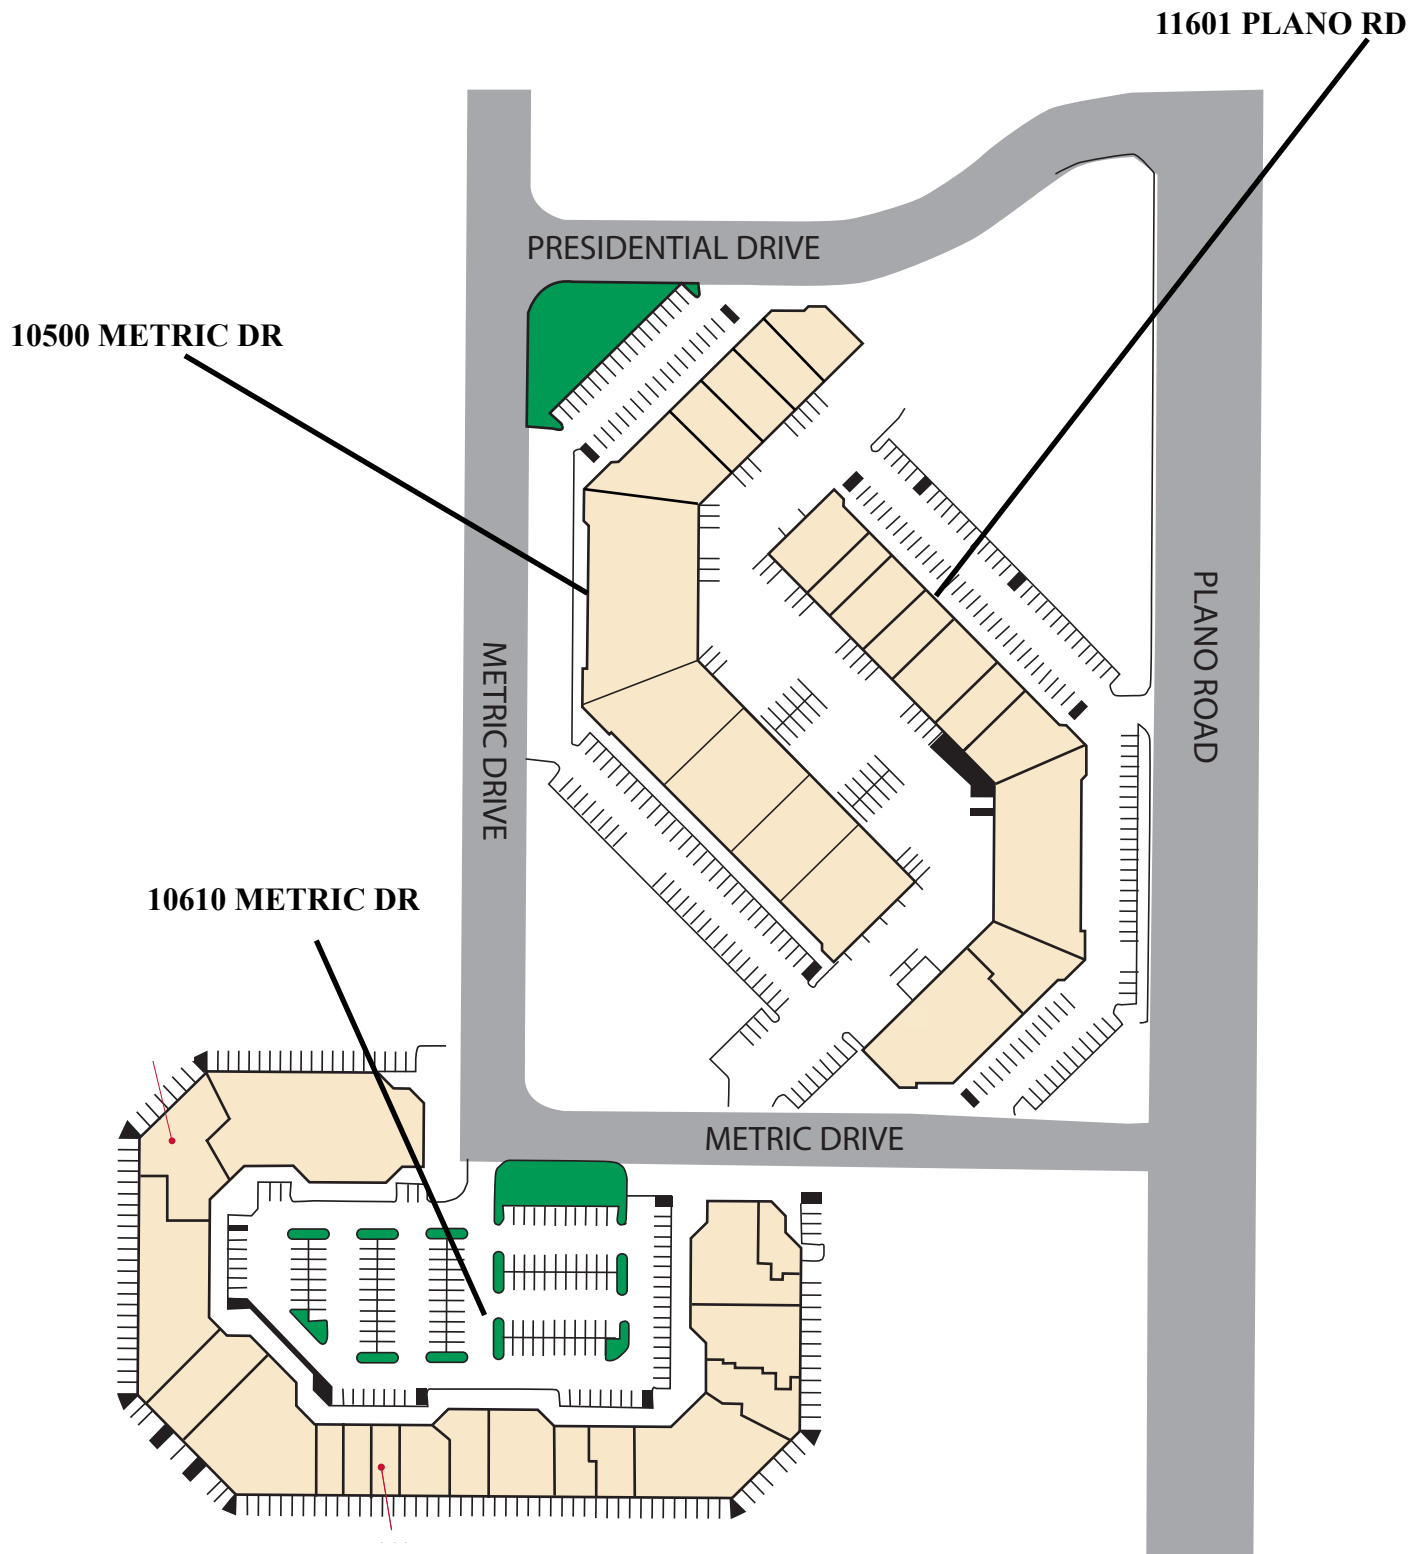 11601 PLANO RD
PRESIDENTIAL DRIVE
10500 METRIC DR
PLANO ROAD
METRIC DRIVE
10610 METRIC DR
METRIC DRIVE